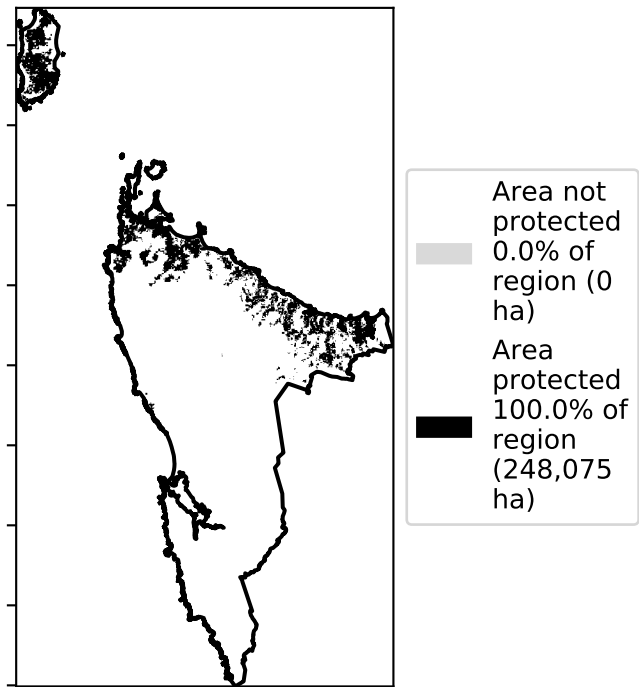 Area not
protected
0.0% of
region (0
ha)
Area
protected
100.0% of
region
(248,075
ha)